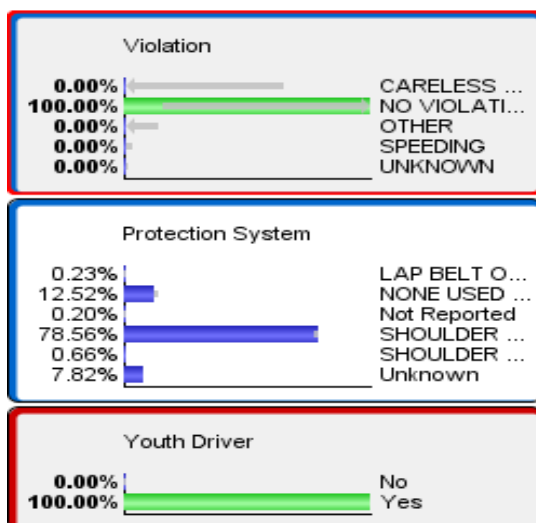 Violation
0.00% CARELESS ...
100.00% NO VIOLATI...
0.00% OTHER
0.00% SPEEDING
0.00% UNKNOWN
Protection System
0.23% LAP BELT O...
12.52% NONE USED ...
0.20% Not Reported
78.56% SHOULDER ...
0.66% SHOULDER ...
7.82% Unknown
Youth Driver
0.00% No
100.00% Yes